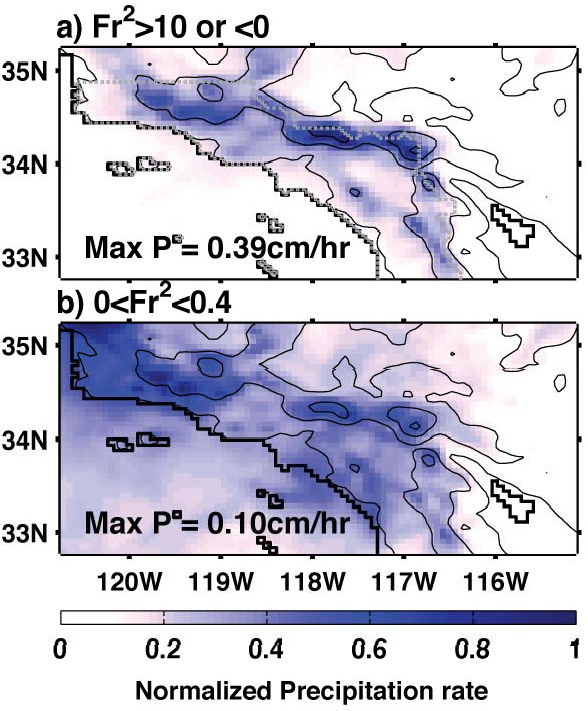 a) Fr²>10 or <0
35N
34N
33N
Max P = 0.39cm/hr
b) 0<Fr²<0.4
35N
34N
33N
Max P = 0.10cm/hr
120W 119W 118W 117W 116W
0 0.2 0.4 0.6 0.8 1
Normalized Precipitation rate